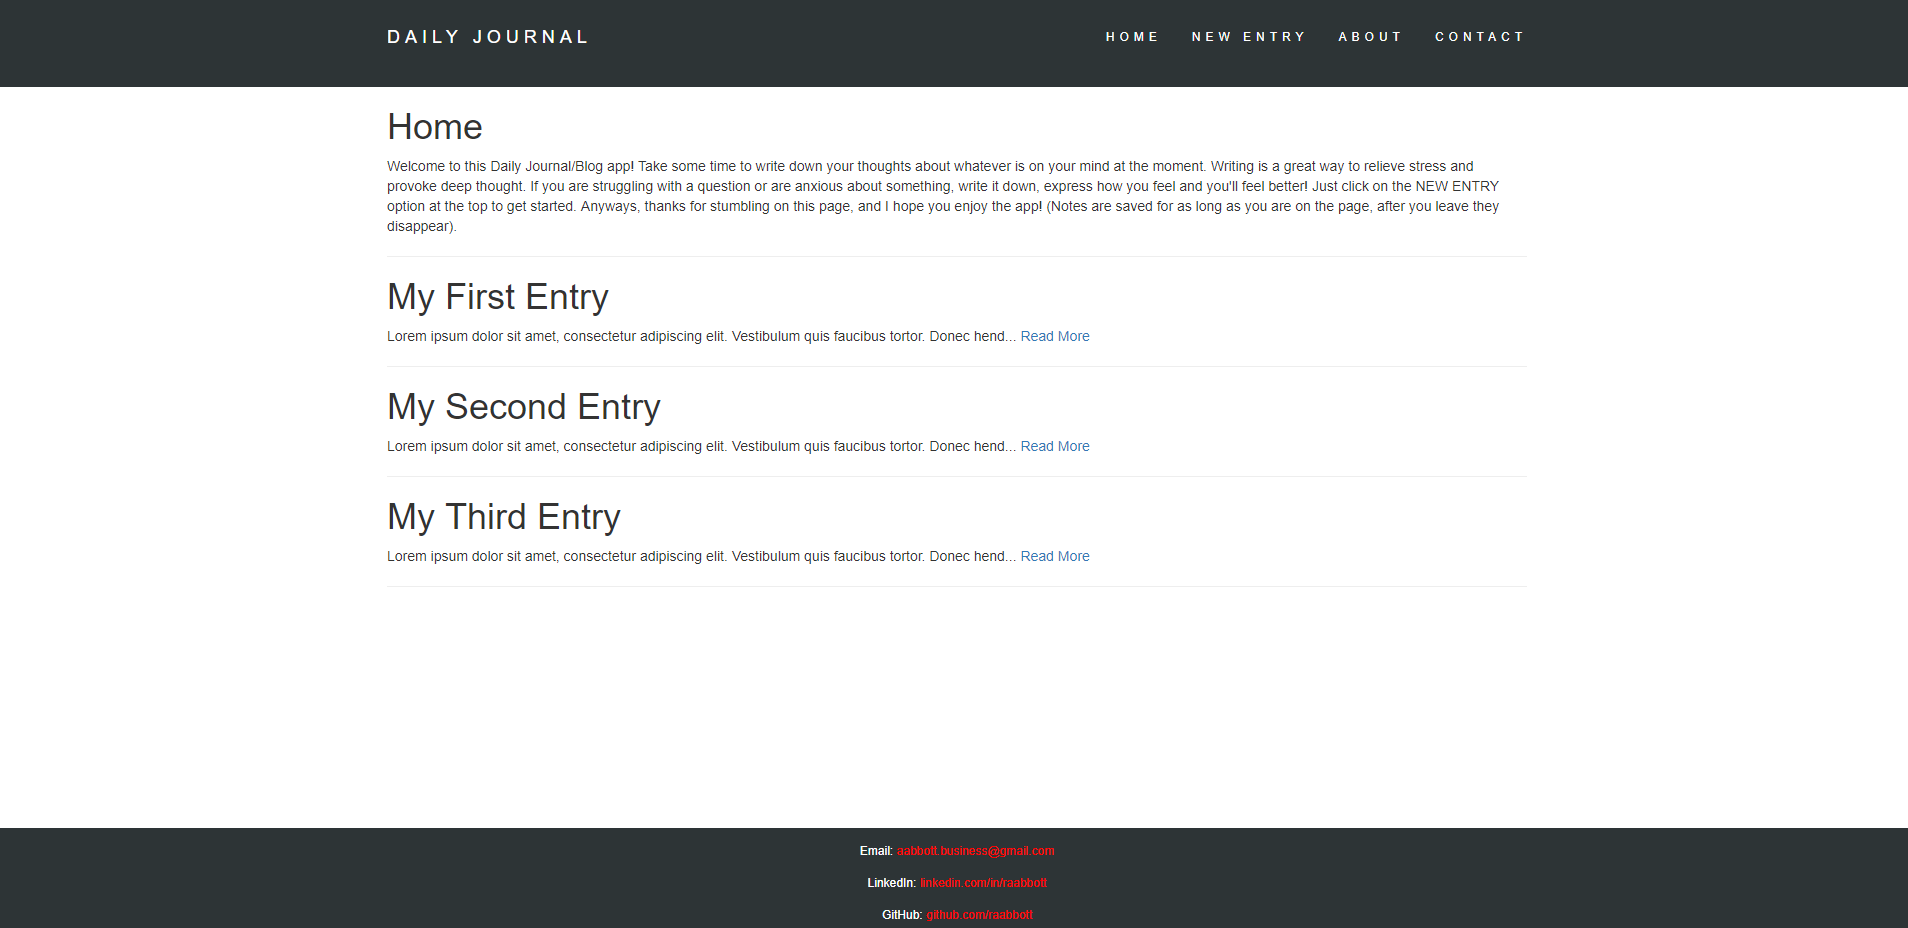 DAILY JOURNAL
HOME NEW ENTRY ABOUT CONTACT
Home
Welcome to this Daily Journal/Blog app! Take some time to write down your thoughts about whatever is on your mind at the moment. Writing is a great way to relieve stress and
provoke deep thought. If you are struggling with a question or are anxious about something, write it down, express how you feel and you'll feel better! Just click on the NEW ENTRY
option at the top to get started. Anyways, thanks for stumbling on this page, and I hope you enjoy the app! (Notes are saved for as long as you are on the page, after you leave they
disappear).
My First Entry
Lorem ipsum dolor sit amet, consectetur adipiscing elit. Vestibulum quis faucibus tortor. Donec hend... Read More
My Second Entry
Lorem ipsum dolor sit amet, consectetur adipiscing elit. Vestibulum quis faucibus tortor. Donec hend... Read More
My Third Entry
Lorem ipsum dolor sit amet, consectetur adipiscing elit. Vestibulum quis faucibus tortor. Donec hend... Read More
Email: aabbott.business@gmail.com
LinkedIn: linkedin.com/in/raabbott
GitHub: github.com/raabbott